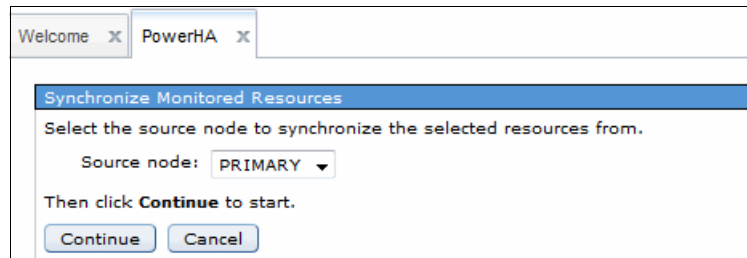 Welcome x PowerHA x
Synchronize Monitored Resources
Select the source node to synchronize the selected resources from.
Source node: PRIMARY
Then click Continue to start.
Continue Cancel